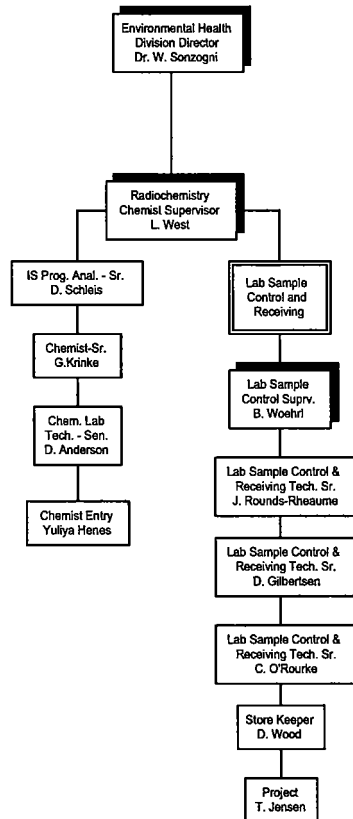 Environmental Health
Division Director
Dr. W. Sonzogni
Radiochemistry
Chemist Supervisor
L. West
IS Prog. Anal. - Sr.
D. Schleis
Chemist-Sr.
G.Krinke
Chem. Lab
Tech. - Sen.
D. Anderson
Chemist Entry
Yuliya Henes
Lab Sample
Control and
Receiving
Lab Sample
Control Suprv.
B. Woehrl
Lab Sample Control &
Receiving Tech. Sr.
J. Rounds-Rheaume
Lab Sample Control &
Receiving Tech. Sr.
D. Gilbertsen
Lab Sample Control &
Receiving Tech. Sr.
C. O'Rourke
Store Keeper
D. Wood
Project
T. Jensen